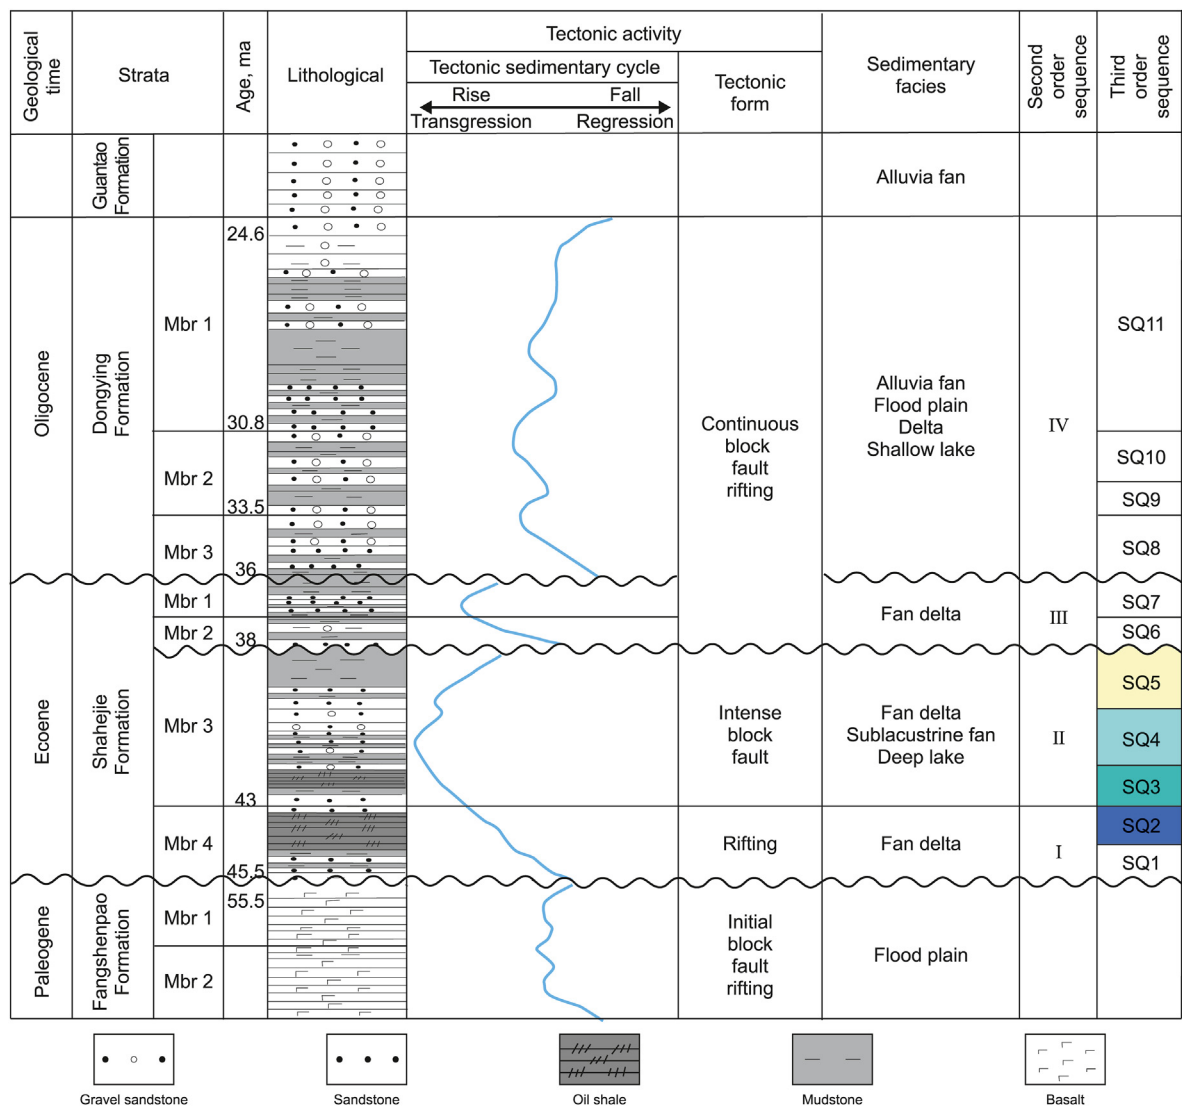 Geological
time
Strata
Age, ma
Lithological
Tectonic activity
Tectonic sedimentary cycle
Rise
Fall
Transgression
Regression
Tectonic
form
Sedimentary
facies
Second
order
sequence
Third
order
sequence
Guantao
Formation
Alluvia fan
Oligocene
Dongying
Formation
Mbr 1
24.6
30.8
Mbr 2
33.5
Mbr 3
36
Continuous
block
fault
rifting
Alluvia fan
Flood plain
Delta
Shallow lake
IV
SQ11
SQ10
SQ9
SQ8
Ecoene
Shahejie
Formation
Mbr 1
Mbr 2
38
Fan delta
III
SQ7
SQ6
Mbr 3
43
Intense
block
fault
Fan delta
Sublacustrine fan
Deep lake
II
SQ5
SQ4
SQ3
Mbr 4
45.5
Rifting
Fan delta
I
SQ2
SQ1
Paleogene
Fangshenpao
Formation
55.5
Mbr 1
Mbr 2
Initial
block
fault
rifting
Flood plain
Gravel sandstone
Sandstone
Oil shale
Mudstone
Basalt